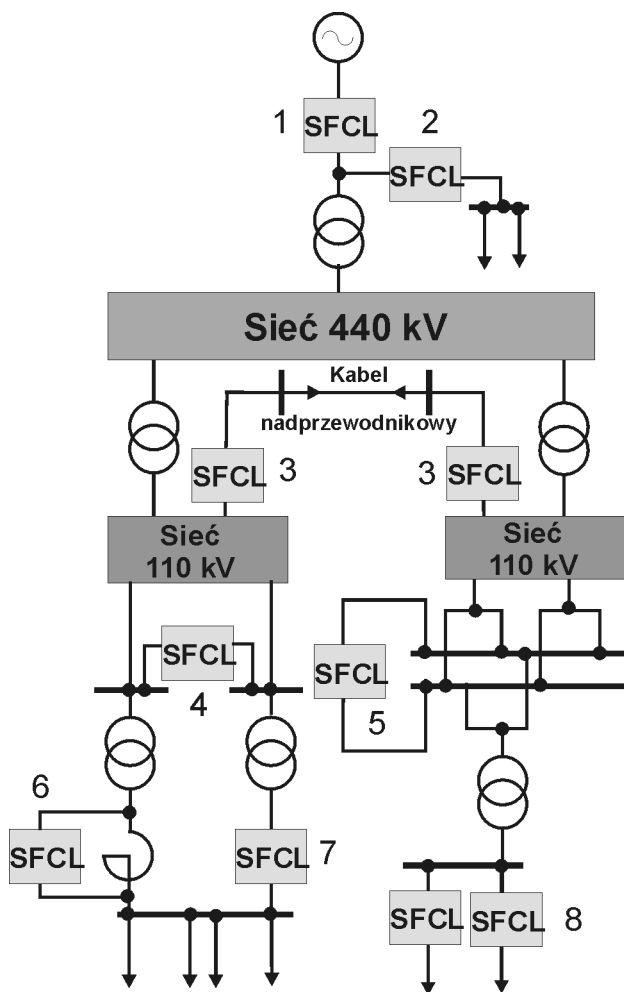 1
SFCL
2
SFCL
Sieć 440 kV
Kabel
nadprzewodnikowy
SFCL
3
3
SFCL
Sieć
110 kV
Sieć
110 kV
SFCL
4
SFCL
5
6
SFCL
SFCL
7
SFCL
SFCL
8